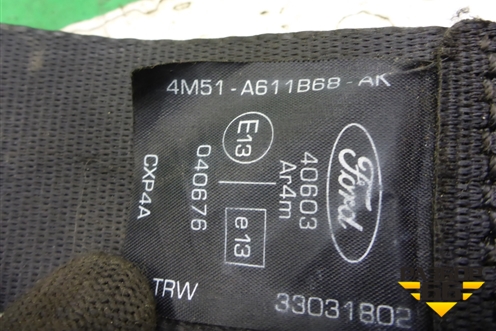 4M51-A611B68-AK
E13
e13
040676
CXP4A
Ford
40603
Ar4m
TRW
33031802